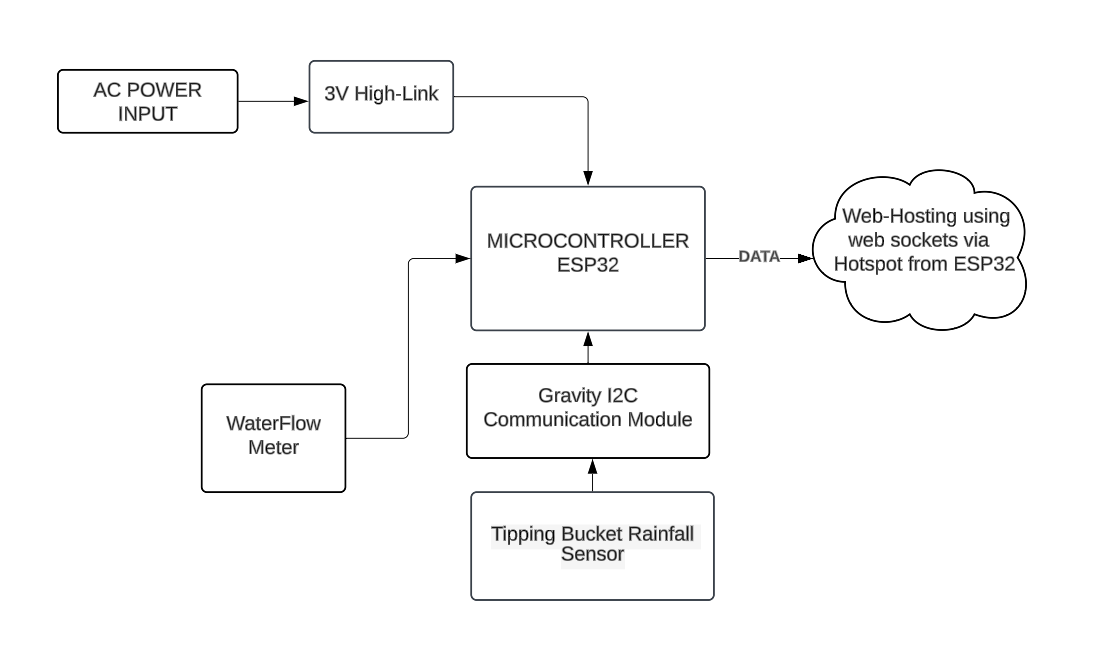 AC POWER
INPUT
3V High-Link
MICROCONTROLLER
ESP32
DATA
Web-Hosting using
web sockets via
Hotspot from ESP32
WaterFlow
Meter
Gravity I2C
Communication Module
Tipping Bucket Rainfall
Sensor